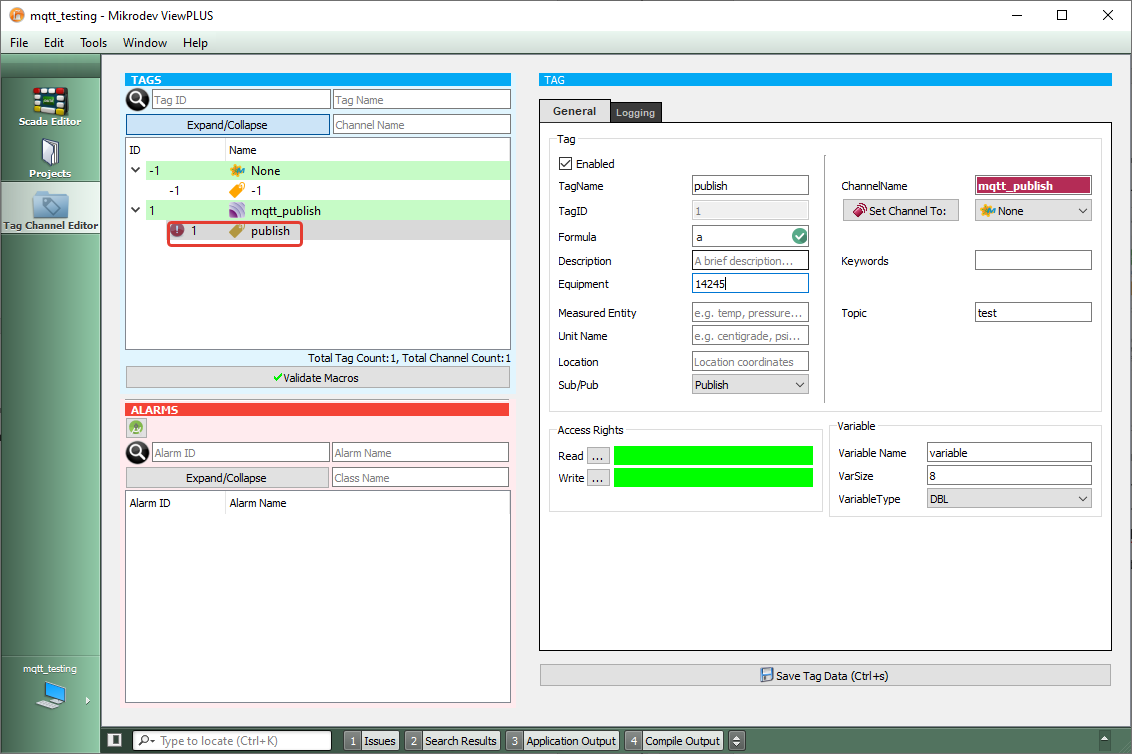 mqtt_testing - Mikrodev ViewPLUS
File Edit Tools Window Help
Scada Editor
Projects
Tag Channel Editor
mqtt_testing
TAGS
Tag ID Tag Name
Expand/Collapse Channel Name
ID Name
-1 None
-1 -1
1 mqtt_publish
1 publish
Total Tag Count:1, Total Channel Count:1
Validate Macros
ALARMS
Alarm ID Alarm Name
Expand/Collapse Class Name
Alarm ID Alarm Name
TAG
General Logging
Tag
Enabled
TagName publish
TagID 1
Formula a
Description A brief description...
Equipment 14245
Measured Entity e.g. temp, pressure...
Unit Name e.g. centigrade, psi...
Location Location coordinates
Sub/Pub Publish
ChannelName mqtt_publish
Set Channel To: None
Keywords
Topic test
Access Rights
Read ...
Write ...
Variable
Variable Name variable
VarSize 8
VariableType DBL
Save Tag Data (Ctrl+s)
Type to locate (Ctrl+K) 1 Issues 2 Search Results 3 Application Output 4 Compile Output